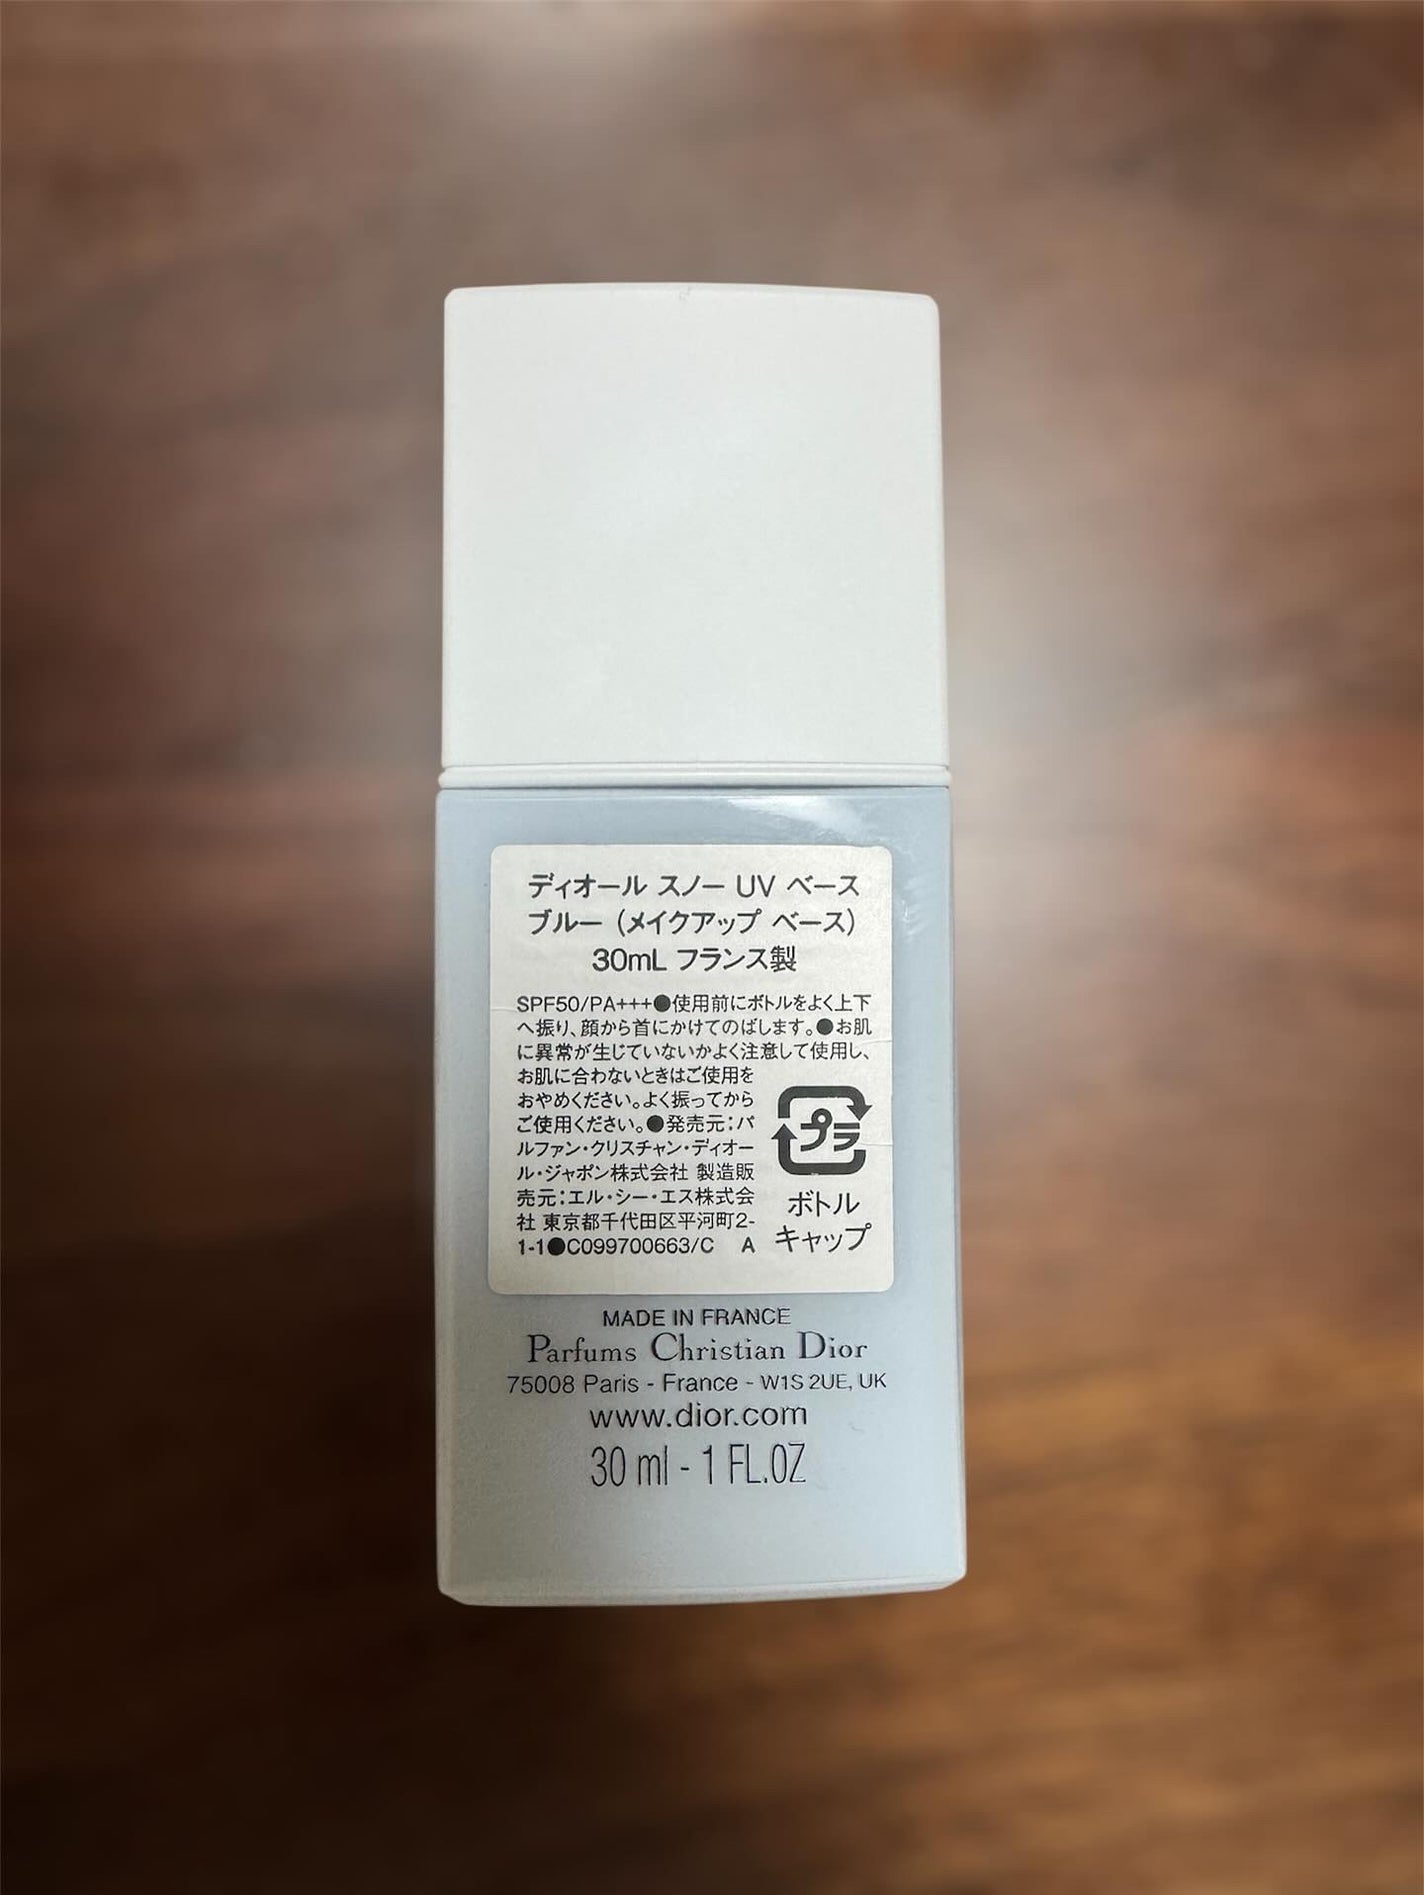 ディオール スノー UV ベース
ブルー (メイクアップ ベース)
30mL フランス製
SPF50/PA+++●使用前にボトルをよく上下
へ振り、顔から首にかけてのばします。●お肌
に異常が生じていないかよく注意して使用し、
お肌に合わないときはご使用を
おやめください。よく振ってから
ご使用ください。●発売元:パ
ルファン・クリスチャン・ディオー
ル・ジャポン株式会社 製造販
売元:エル・シー・エス株式会
社 東京都千代田区平河町2-
1-1●C099700663/C A
プラ
ボトル
キャップ
MADE IN FRANCE
Parfums Christian Dior
75008 Paris - France - W1S 2UE, UK
www.dior.com
30 ml - 1 FL.OZ